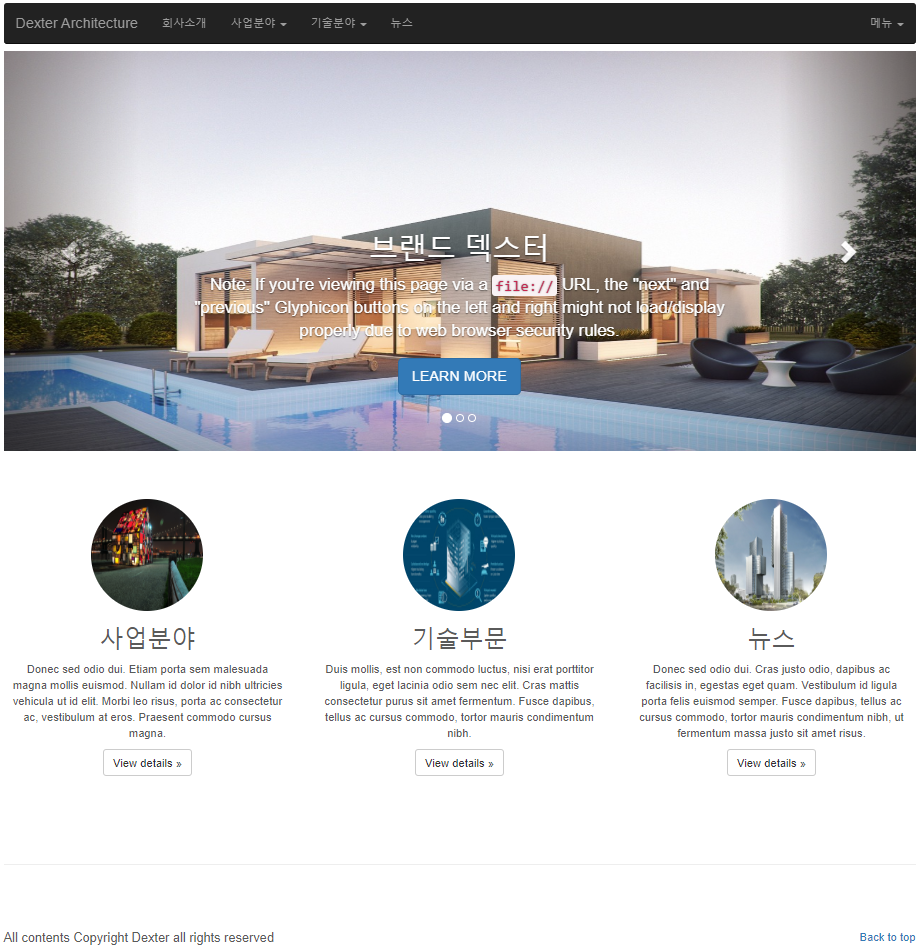 Dexter Architecture 회사소개 사업분야 기술분야 뉴스 메뉴
브랜드 덱스터
Note: If you're viewing this page via a file:// URL, the "next" and
"previous" Glyphicon buttons on the left and right might not load/display
properly due to web browser security rules.
LEARN MORE
사업분야
Donec sed odio dui. Etiam porta sem malesuada
magna mollis euismod. Nullam id dolor id nibh ultricies
vehicula ut id elit. Morbi leo risus, porta ac consectetur
ac, vestibulum at eros. Praesent commodo cursus
magna.
View details »
기술부문
Duis mollis, est non commodo luctus, nisi erat porttitor
ligula, eget lacinia odio sem nec elit. Cras mattis
consectetur purus sit amet fermentum. Fusce dapibus,
tellus ac cursus commodo, tortor mauris condimentum
nibh.
View details »
뉴스
Donec sed odio dui. Cras justo odio, dapibus ac
facilisis in, egestas eget quam. Vestibulum id ligula
porta felis euismod semper. Fusce dapibus, tellus ac
cursus commodo, tortor mauris condimentum nibh, ut
fermentum massa justo sit amet risus.
View details »
All contents Copyright Dexter all rights reserved
Back to top